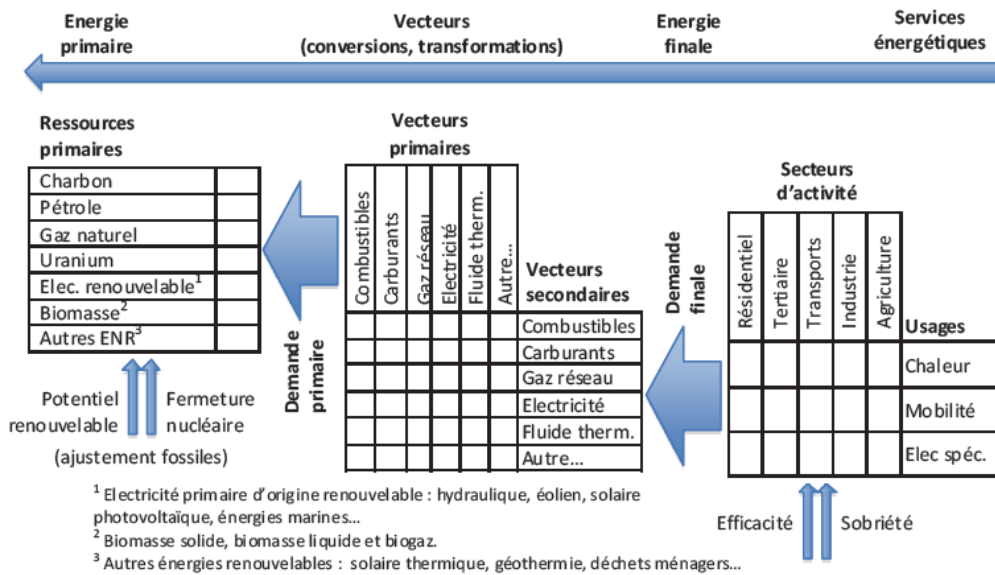 Energie
primaire
Vecteurs
(conversions, transformations)
Energie
finale
Services
énergétiques
Ressources
primaires
Charbon
Pétrole
Gaz naturel
Uranium
Elec. renouvelable1
Biomasse2
Autres ENR3
Potentiel
renouvelable
Fermeture
nucléaire
(ajustement fossiles)
Demande
primaire
Vecteurs
primaires
Combustibles
Carburants
Gaz réseau
Electricité
Fluide therm.
Autre...
Vecteurs
secondaires
Combustibles
Carburants
Gaz réseau
Electricité
Fluide therm.
Autre...
Demande
finale
Secteurs
d'activité
Résidentiel
Tertiaire
Transports
Industrie
Agriculture
Usages
Chaleur
Mobilité
Elec spéc.
Efficacité
Sobriété
1 Electricité primaire d'origine renouvelable : hydraulique, éolien, solaire
photovoltaïque, énergies marines...
2 Biomasse solide, biomasse liquide et biogaz.
3 Autres énergies renouvelables : solaire thermique, géothermie, déchets ménagers...